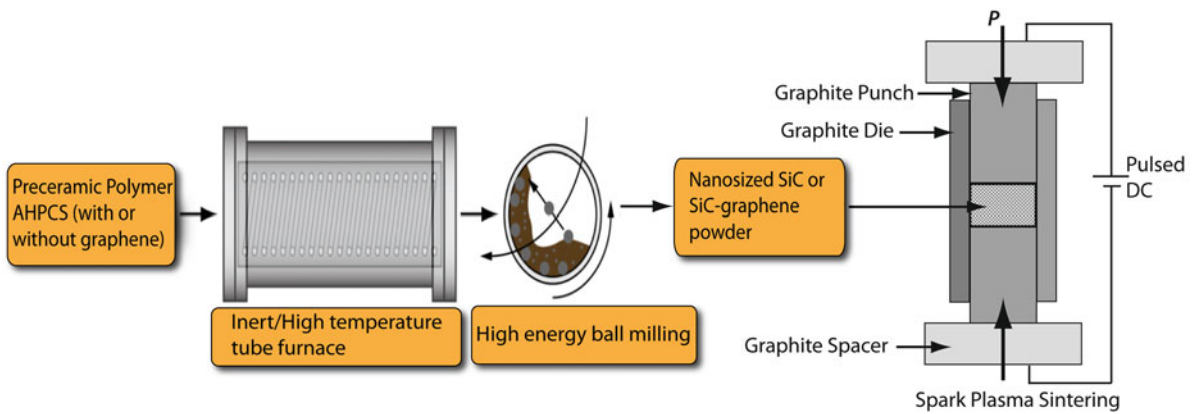 Preceramic Polymer
AHPCS (with or
without graphene)
Inert/High temperature
tube furnace
High energy ball milling
Nanosized SiC or
SiC-graphene
powder
P
Graphite Punch
Graphite Die
Pulsed
DC
Graphite Spacer
Spark Plasma Sintering